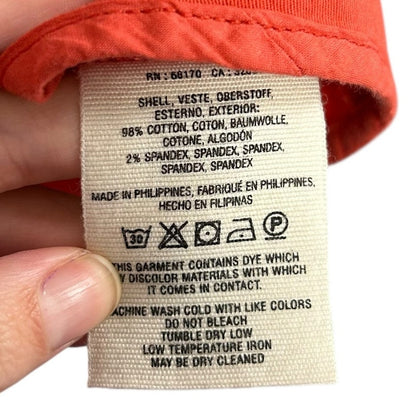 RN: 68170 CA:
SHELL, VESTE, OBERSTOFF,
ESTERNO, EXTERIOR:
98% COTTON, COTON, BAUMWOLLE,
COTONE, ALGODÓN
2% SPANDEX, SPANDEX, SPANDEX,
SPANDEX, SPANDEX
MADE IN PHILIPPINES, FABRIQUÉ EN PHILIPPINES,
HECHO EN FILIPINAS
30 P
THIS GARMENT CONTAINS DYE WHICH
DISCOLOR MATERIALS WITH WHICH
IT COMES IN CONTACT.
MACHINE WASH COLD WITH LIKE COLORS
DO NOT BLEACH
TUMBLE DRY LOW
LOW TEMPERATURE IRON
MAY BE DRY CLEANED